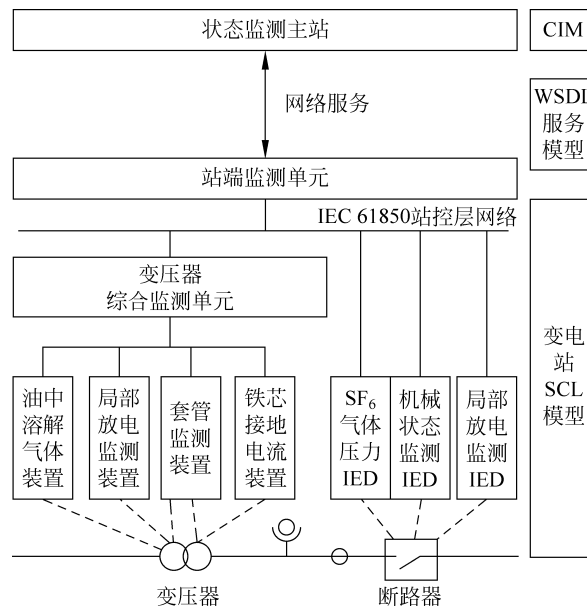 状态监测主站
CIM
网络服务
WSDL
服务
模型
站端监测单元
IEC 61850站控层网络
变压器
综合监测单元
油中
溶解
气体
装置
局部
放电
监测
装置
套管
监测
装置
铁芯
接地
电流
装置
SF6
气体
压力
IED
机械
状态
监测
IED
局部
放电
监测
IED
变电
站
SCL
模型
变压器
断路器